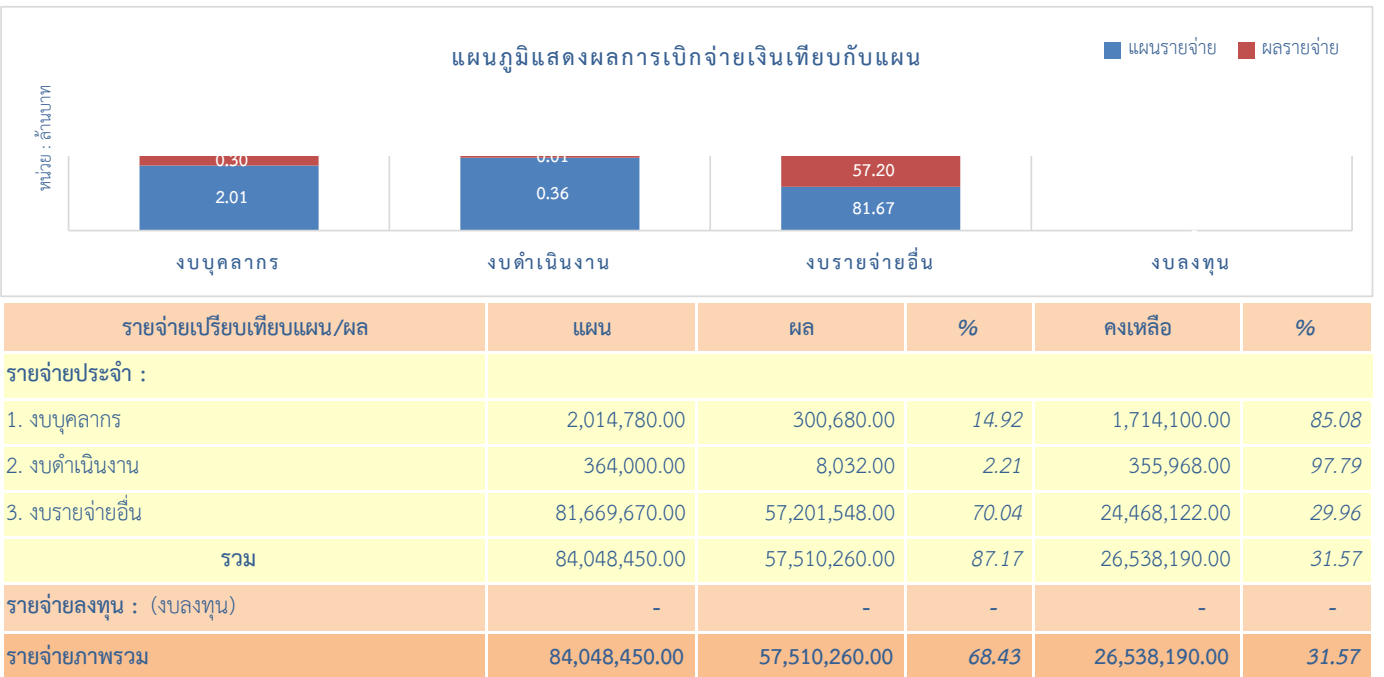 แผนภูมิแสดงผลการเบิกจ่ายเงินเทียบกับแผน
แผนรายจ่าย ผลรายจ่าย
หน่วย : ล้านบาท
0.30 0.01 57.20
2.01 0.36 81.67
งบบุคลากร งบดำเนินงาน งบรายจ่ายอื่น งบลงทุน
รายจ่ายเปรียบเทียบแผน/ผล แผน ผล % คงเหลือ %
รายจ่ายประจำ :
1. งบบุคลากร 2,014,780.00 300,680.00 14.92 1,714,100.00 85.08
2. งบดำเนินงาน 364,000.00 8,032.00 2.21 355,968.00 97.79
3. งบรายจ่ายอื่น 81,669,670.00 57,201,548.00 70.04 24,468,122.00 29.96
รวม 84,048,450.00 57,510,260.00 87.17 26,538,190.00 31.57
รายจ่ายลงทุน : (งบลงทุน) - - - - -
รายจ่ายภาพรวม 84,048,450.00 57,510,260.00 68.43 26,538,190.00 31.57